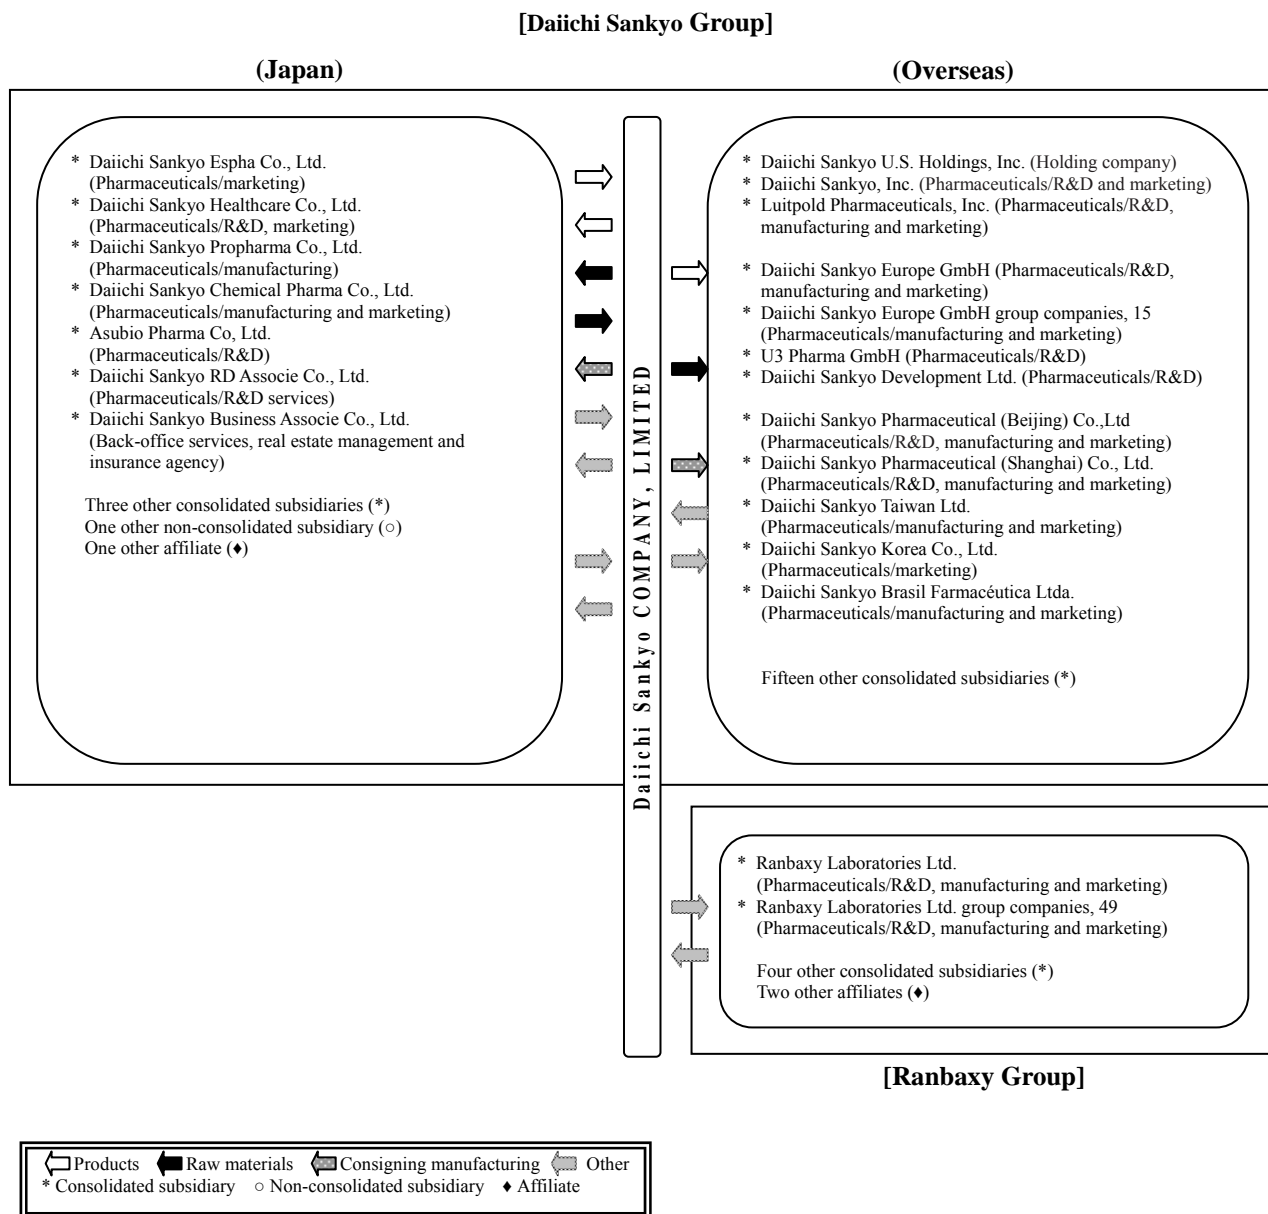 [Daiichi Sankyo Group]
(Japan)
(Overseas)
* Daiichi Sankyo Espha Co., Ltd.
(Pharmaceuticals/marketing)
* Daiichi Sankyo Healthcare Co., Ltd.
(Pharmaceuticals/R&D, marketing)
* Daiichi Sankyo Propharma Co., Ltd.
(Pharmaceuticals/manufacturing)
* Daiichi Sankyo Chemical Pharma Co., Ltd.
(Pharmaceuticals/manufacturing and marketing)
* Asubio Pharma Co, Ltd.
(Pharmaceuticals/R&D)
* Daiichi Sankyo RD Associe Co., Ltd.
(Pharmaceuticals/R&D services)
* Daiichi Sankyo Business Associe Co., Ltd.
(Back-office services, real estate management and
insurance agency)
Three other consolidated subsidiaries (*)
One other non-consolidated subsidiary (○)
One other affiliate (♦)
Daiichi Sankyo COMPANY, LIMITED
* Daiichi Sankyo U.S. Holdings, Inc. (Holding company)
* Daiichi Sankyo, Inc. (Pharmaceuticals/R&D and marketing)
* Luitpold Pharmaceuticals, Inc. (Pharmaceuticals/R&D,
manufacturing and marketing)
* Daiichi Sankyo Europe GmbH (Pharmaceuticals/R&D,
manufacturing and marketing)
* Daiichi Sankyo Europe GmbH group companies, 15
(Pharmaceuticals/manufacturing and marketing)
* U3 Pharma GmbH (Pharmaceuticals/R&D)
* Daiichi Sankyo Development Ltd. (Pharmaceuticals/R&D)
* Daiichi Sankyo Pharmaceutical (Beijing) Co.,Ltd
(Pharmaceuticals/R&D, manufacturing and marketing)
* Daiichi Sankyo Pharmaceutical (Shanghai) Co., Ltd.
(Pharmaceuticals/R&D, manufacturing and marketing)
* Daiichi Sankyo Taiwan Ltd.
(Pharmaceuticals/manufacturing and marketing)
* Daiichi Sankyo Korea Co., Ltd.
(Pharmaceuticals/marketing)
* Daiichi Sankyo Brasil Farmacéutica Ltda.
(Pharmaceuticals/manufacturing and marketing)
Fifteen other consolidated subsidiaries (*)
* Ranbaxy Laboratories Ltd.
(Pharmaceuticals/R&D, manufacturing and marketing)
* Ranbaxy Laboratories Ltd. group companies, 49
(Pharmaceuticals/R&D, manufacturing and marketing)
Four other consolidated subsidiaries (*)
Two other affiliates (♦)
[Ranbaxy Group]
Products Raw materials Consigning manufacturing Other
* Consolidated subsidiary ○ Non-consolidated subsidiary ♦ Affiliate